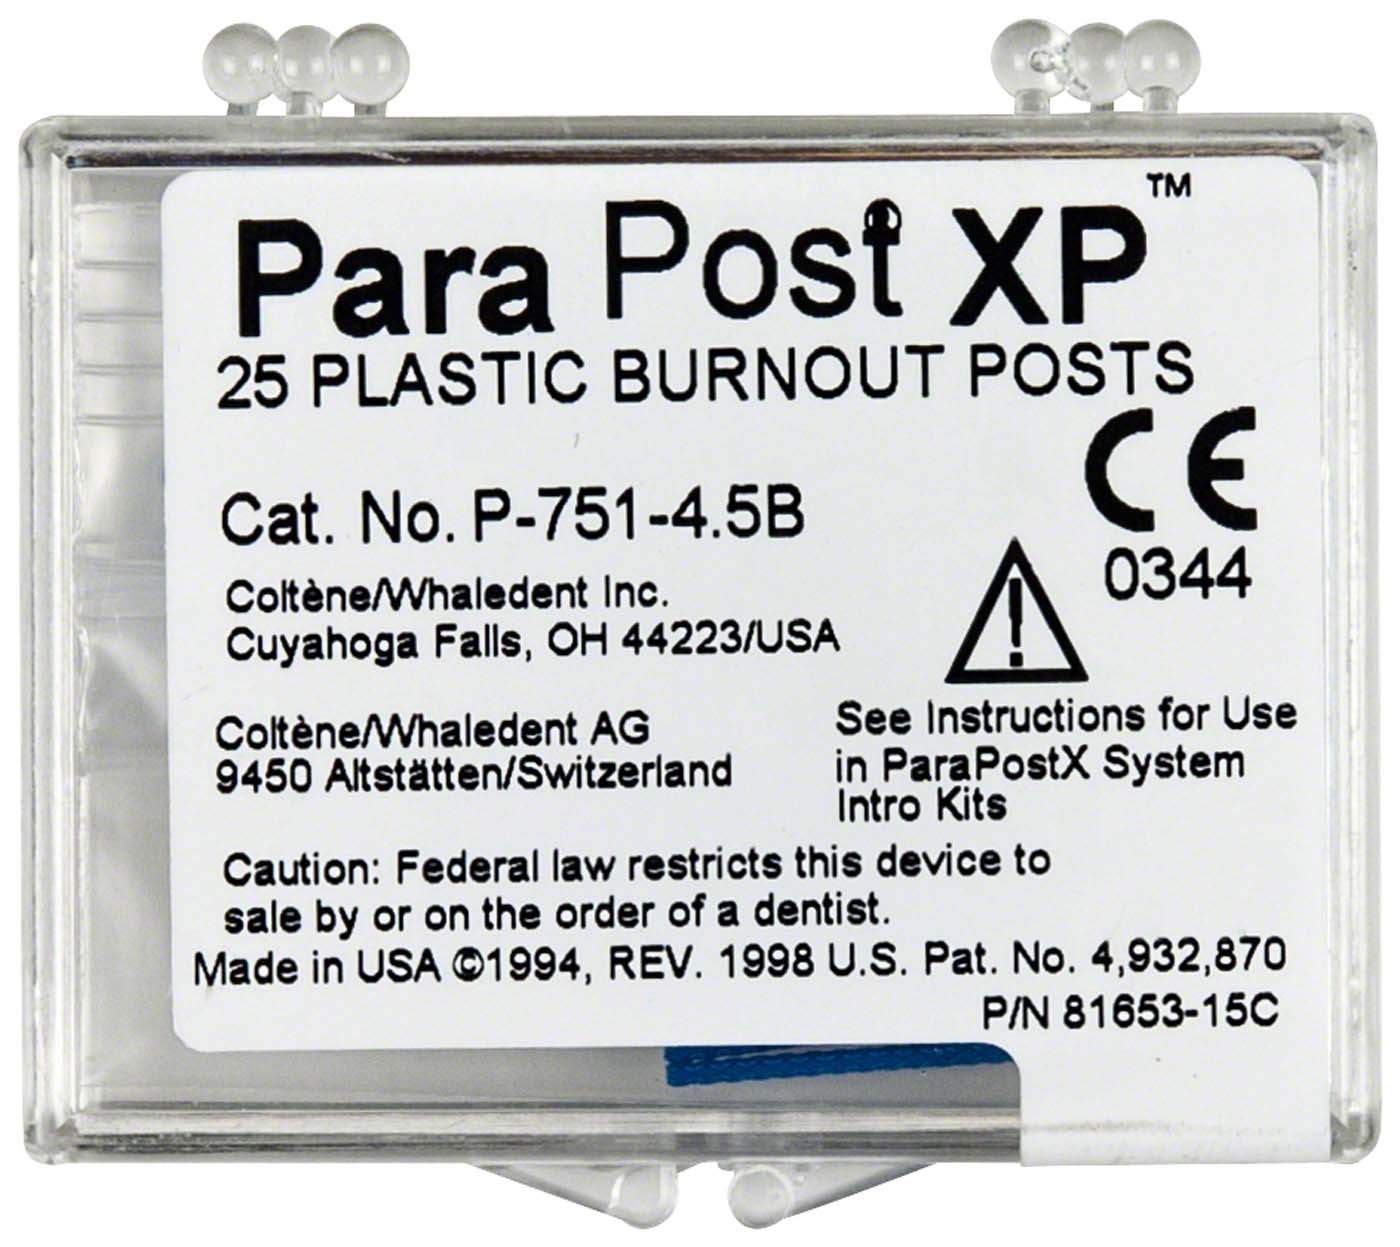 Para Post XP™
25 PLASTIC BURNOUT POSTS
CE
0344
Cat. No. P-751-4.5B
Coltène/Whaledent Inc.
Cuyahoga Falls, OH 44223/USA
!
Coltène/Whaledent AG
9450 Altstätten/Switzerland
See Instructions for Use
in ParaPostX System
Intro Kits
Caution: Federal law restricts this device to
sale by or on the order of a dentist.
Made in USA ©1994, REV. 1998 U.S. Pat. No. 4,932,870
P/N 81653-15C